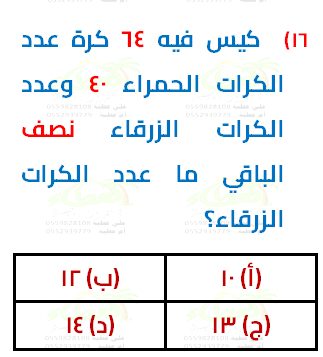 ١٦) كيس فيه ٦٤ كرة عدد
الكرات الحمراء ٤٠ وعدد
الكرات الزرقاء نصف
الباقي ما عدد الكرات
الزرقاء؟
(أ) ١٠ (ب) ١٢
(ج) ١٣ (د) ١٤